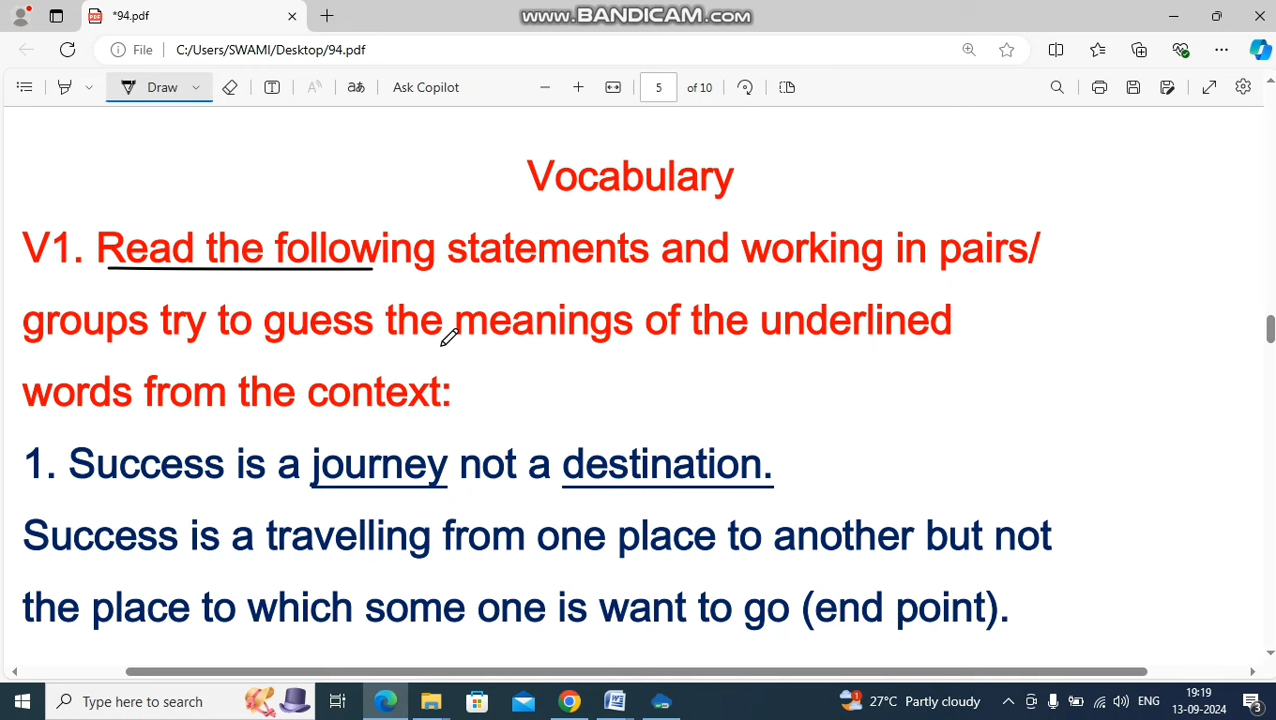 *94.pdf
www.BANDICAM.com
File C:/Users/SWAMI/Desktop/94.pdf
Draw
Ask Copilot
5 of 10
Vocabulary
V1. Read the following statements and working in pairs/
groups try to guess the meanings of the underlined
words from the context:
1. Success is a journey not a destination.
Success is a travelling from one place to another but not
the place to which some one is want to go (end point).
Type here to search
27°C Partly cloudy
ENG
19:19
13-09-2024